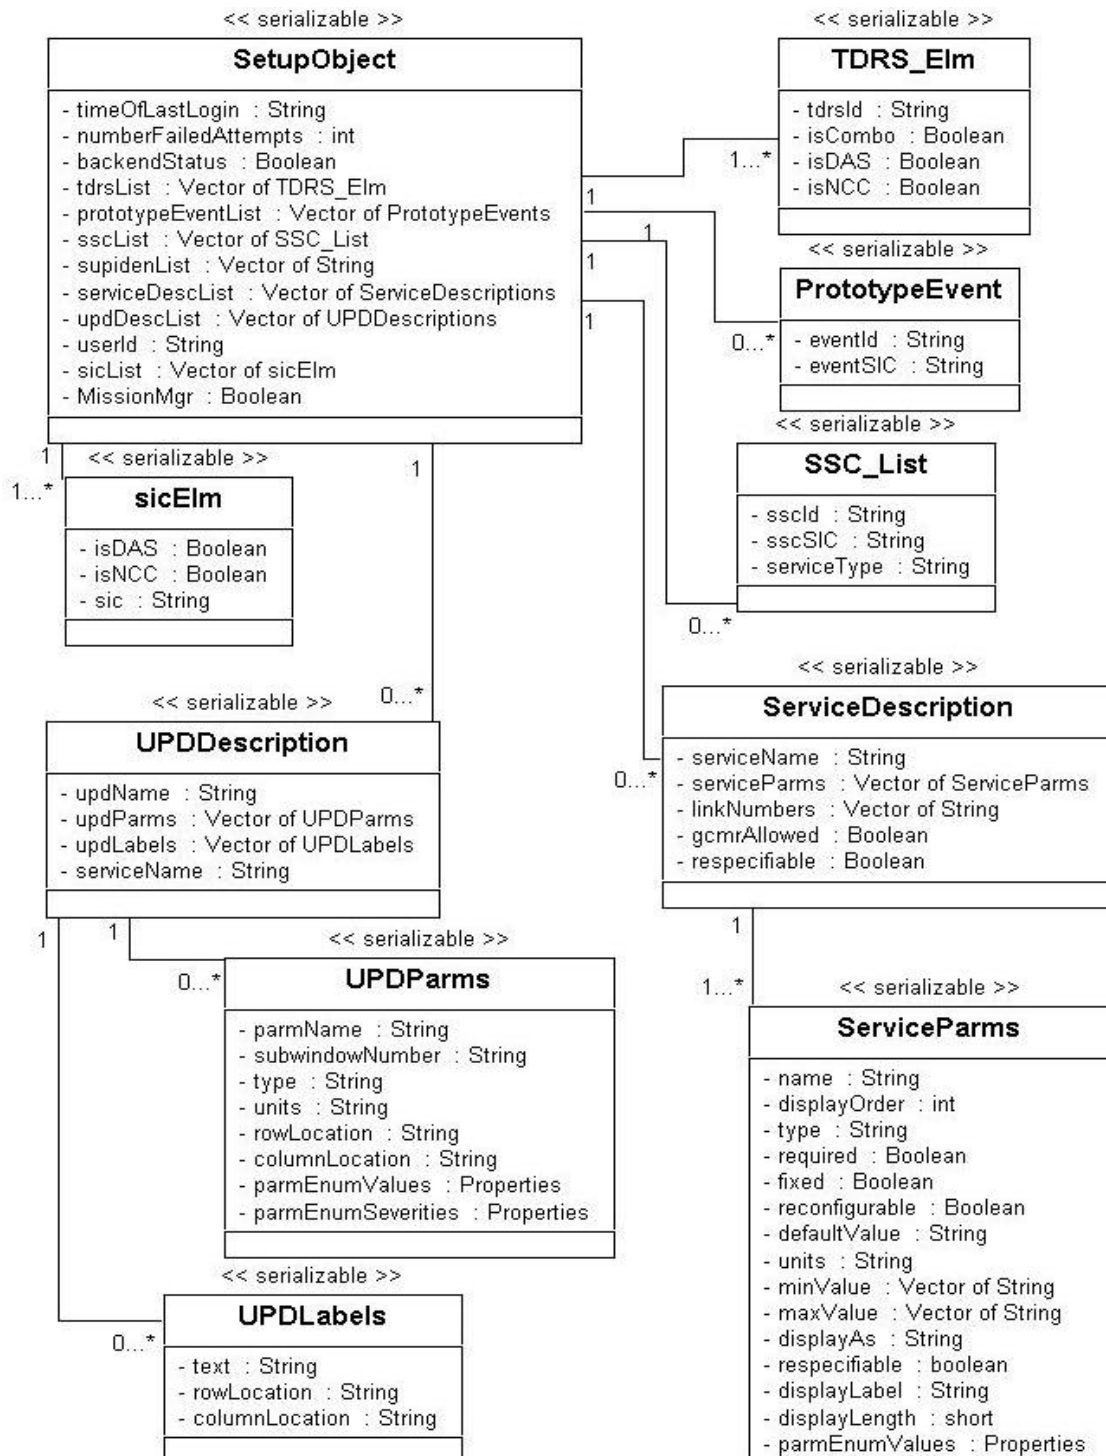 << serializable >>
SetupObject
- timeOfLastLogin : String
- numberFailedAttempts : int
- backendStatus : Boolean
- tdrsList : Vector of TDRS_Elm
- prototypeEventList : Vector of PrototypeEvents
- sscList : Vector of SSC_List
- supidenList : Vector of String
- serviceDescList : Vector of ServiceDescriptions
- updDescList : Vector of UPDDescriptions
- userId : String
- sicList : Vector of sicElm
- MissionMgr : Boolean
<< serializable >>
TDRS_Elm
- tdrsId : String
- isCombo : Boolean
- isDAS : Boolean
- isNCC : Boolean
1...*
1
1
1
1
<< serializable >>
PrototypeEvent
- eventId : String
- eventSIC : String
0...*
<< serializable >>
SSC_List
- sscId : String
- sscSIC : String
- serviceType : String
0...*
1
1...*
<< serializable >>
sicElm
- isDAS : Boolean
- isNCC : Boolean
- sic : String
1
0...*
<< serializable >>
UPDDescription
- updName : String
- updParms : Vector of UPDParms
- updLabels : Vector of UPDLabels
- serviceName : String
<< serializable >>
ServiceDescription
- serviceName : String
- serviceParms : Vector of ServiceParms
- linkNumbers : Vector of String
- gcmrAllowed : Boolean
- respecifiable : Boolean
0...*
1
1
0...*
<< serializable >>
UPDParms
- parmName : String
- subwindowNumber : String
- type : String
- units : String
- rowLocation : String
- columnLocation : String
- parmEnumValues : Properties
- parmEnumSeverities : Properties
1
1...*
<< serializable >>
ServiceParms
- name : String
- displayOrder : int
- type : String
- required : Boolean
- fixed : Boolean
- reconfigurable : Boolean
- defaultValue : String
- units : String
- minValue : Vector of String
- maxValue : Vector of String
- displayAs : String
- respecifiable : boolean
- displayLabel : String
- displayLength : short
- parmEnumValues : Properties
<< serializable >>
UPDLabels
0...*
- text : String
- rowLocation : String
- columnLocation : String